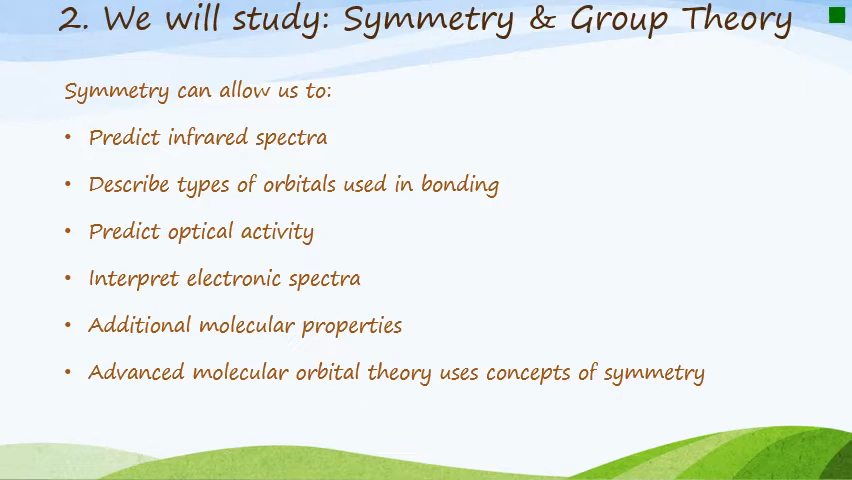 2. We will study: Symmetry & Group Theory
Symmetry can allow us to:
• Predict infrared spectra
• Describe types of orbitals used in bonding
• Predict optical activity
• Interpret electronic spectra
• Additional molecular properties
• Advanced molecular orbital theory uses concepts of symmetry